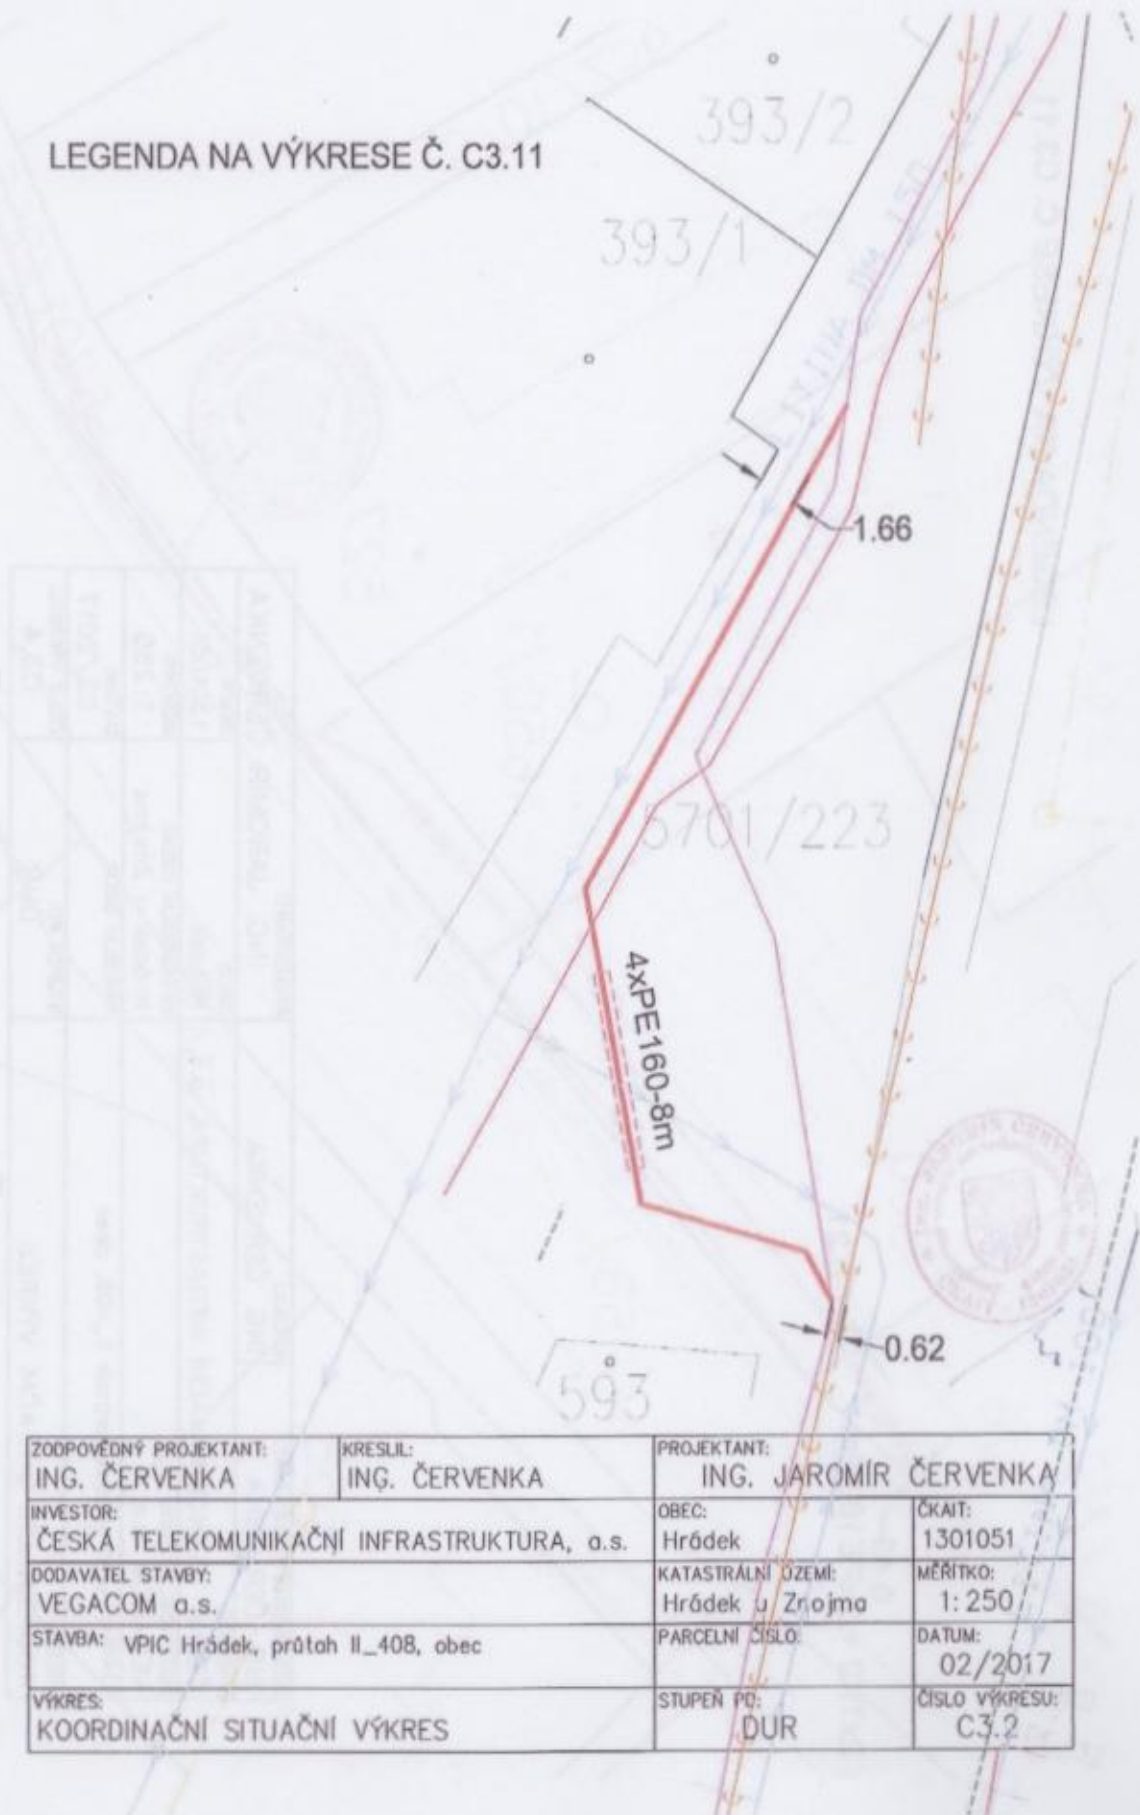 393/2
LEGENDA NA VÝKRESE Č. C3.11
393/1
1.66
5701/223
4xPE160-8m
0.62
593
ZODPOVĚDNÝ PROJEKTANT:
ING. ČERVENKA
KRESLIL:
ING. ČERVENKA
PROJEKTANT:
ING. JAROMÍR ČERVENKA
INVESTOR:
ČESKÁ TELEKOMUNIKAČNÍ INFRASTRUKTURA, a.s.
OBEC:
Hrádek
ČKAIT:
1301051
DODAVATEL STAVBY:
VEGACOM a.s.
KATASTRÁLNÍ ÚZEMÍ:
Hrádek u Znojma
MĚŘÍTKO:
1:250
STAVBA: VPIC Hrádek, průtah II_408, obec
PARCELNÍ ČÍSLO:
DATUM:
02/2017
VÝKRES:
KOORDINAČNÍ SITUAČNÍ VÝKRES
STUPEŇ PD:
DUR
ČÍSLO VÝKRESU:
C3.2